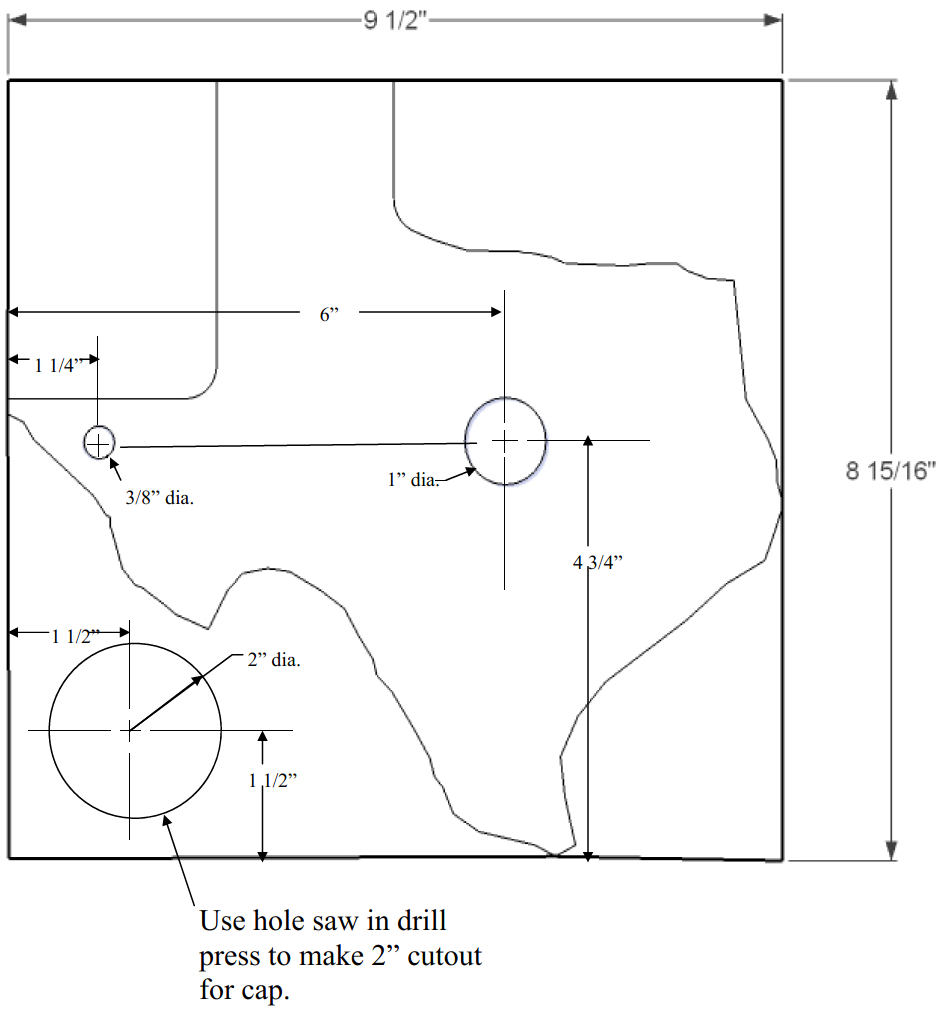 9 1/2"
6”
1 1/4”
8 15/16"
1” dia.
3/8” dia.
4 3/4”
1 1/2”
2” dia.
1 1/2”
Use hole saw in drill
press to make 2” cutout
for cap.